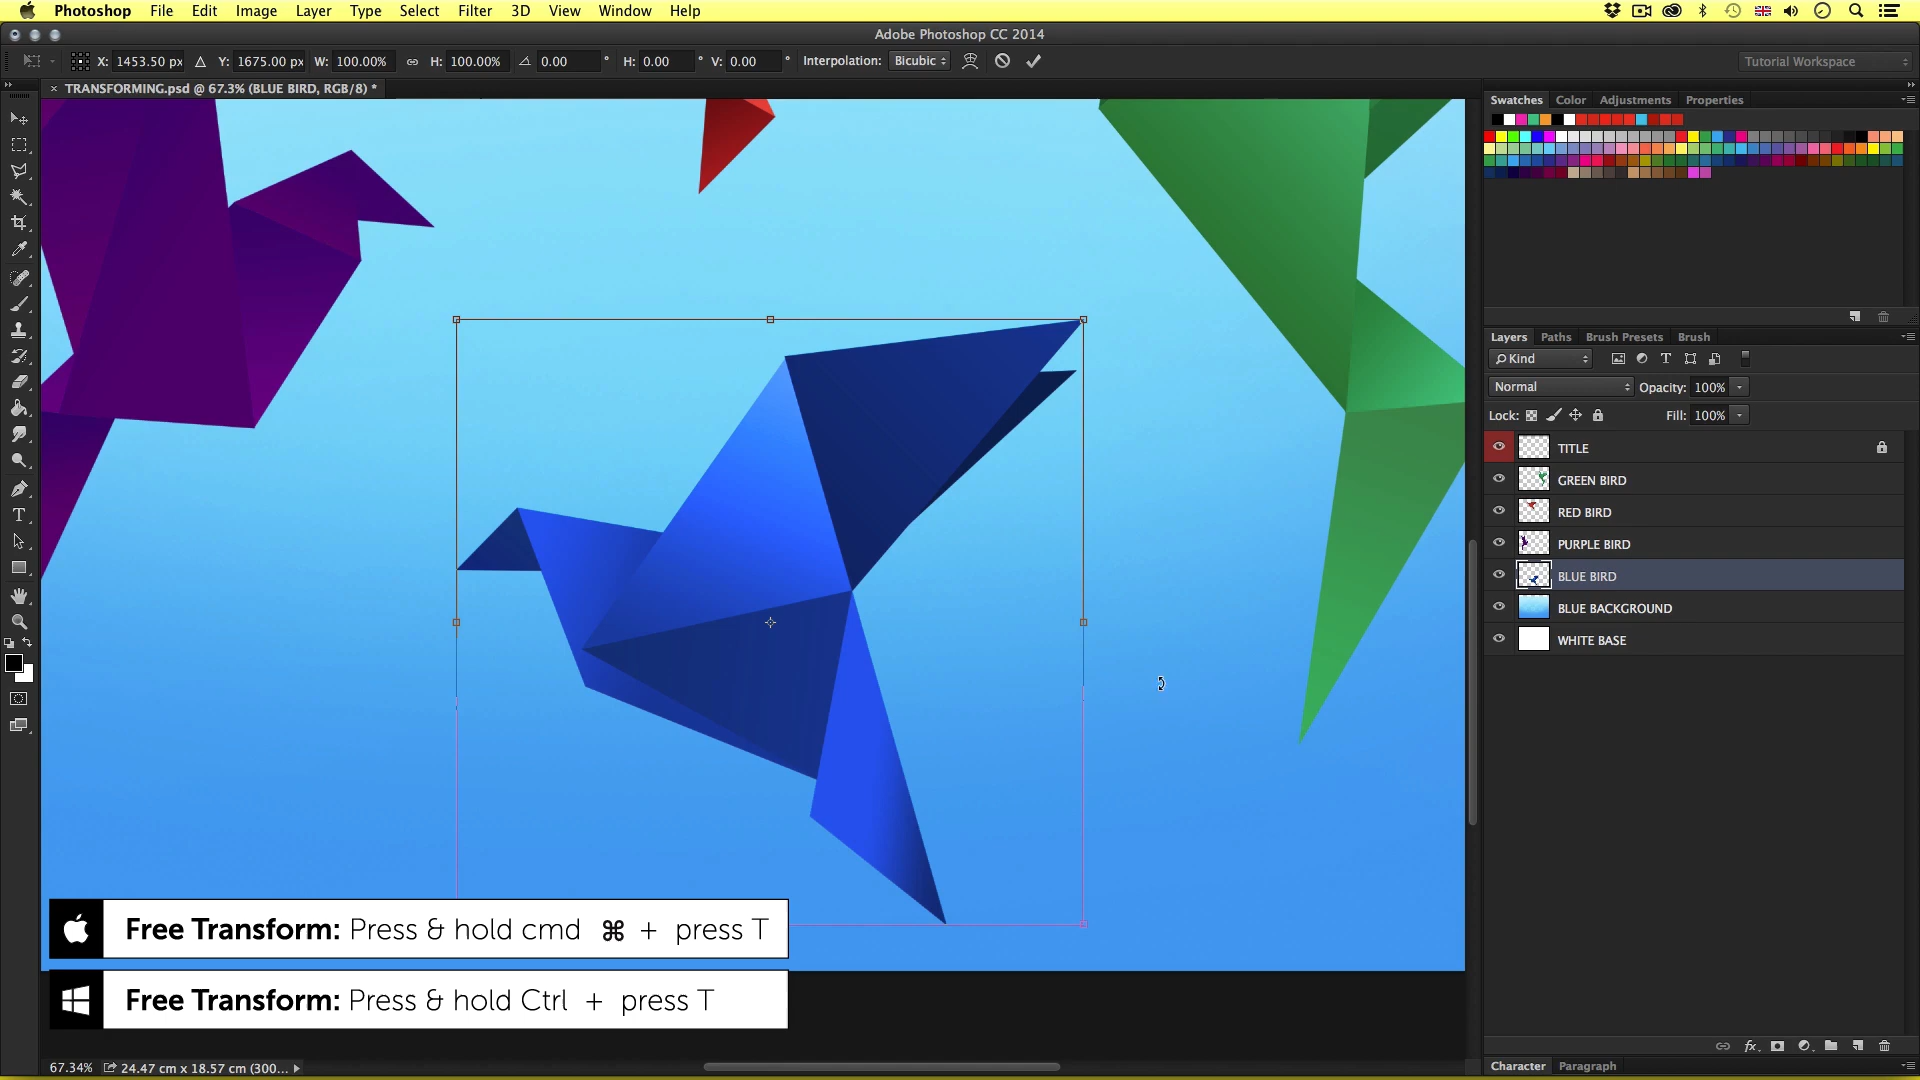 Photoshop File Edit Image Layer Type Select Filter 3D View Window Help
Adobe Photoshop CC 2014
X: 1453.50 px Δ Y: 1675.00 px W: 100.00% H: 100.00% 0.00 ° H: 0.00 ° V: 0.00 ° Interpolation: Bicubic Tutorial Workspace
× TRANSFORMING.psd @ 67.3% (BLUE BIRD, RGB/8) *
Swatches Color Adjustments Properties
Layers Paths Brush Presets Brush
Kind
Normal Opacity: 100%
Lock: Fill: 100%
TITLE
GREEN BIRD
RED BIRD
PURPLE BIRD
BLUE BIRD
BLUE BACKGROUND
WHITE BASE
Free Transform: Press & hold cmd ⌘ + press T
Free Transform: Press & hold Ctrl + press T
67.34% 24.47 cm x 18.57 cm (300...
Character Paragraph